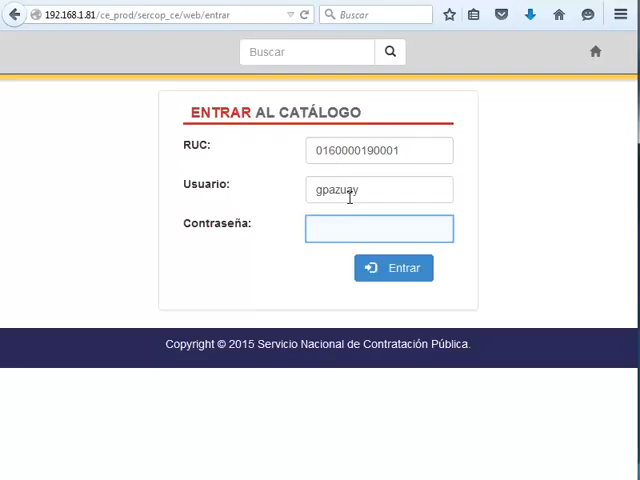 192.168.1.81/ce_prod/sercop_ce/web/entrar
Buscar
Buscar
ENTRAR AL CATÁLOGO
RUC:
0160000190001
Usuario:
gpazuay
Contraseña:
Entrar
Copyright © 2015 Servicio Nacional de Contratación Pública.